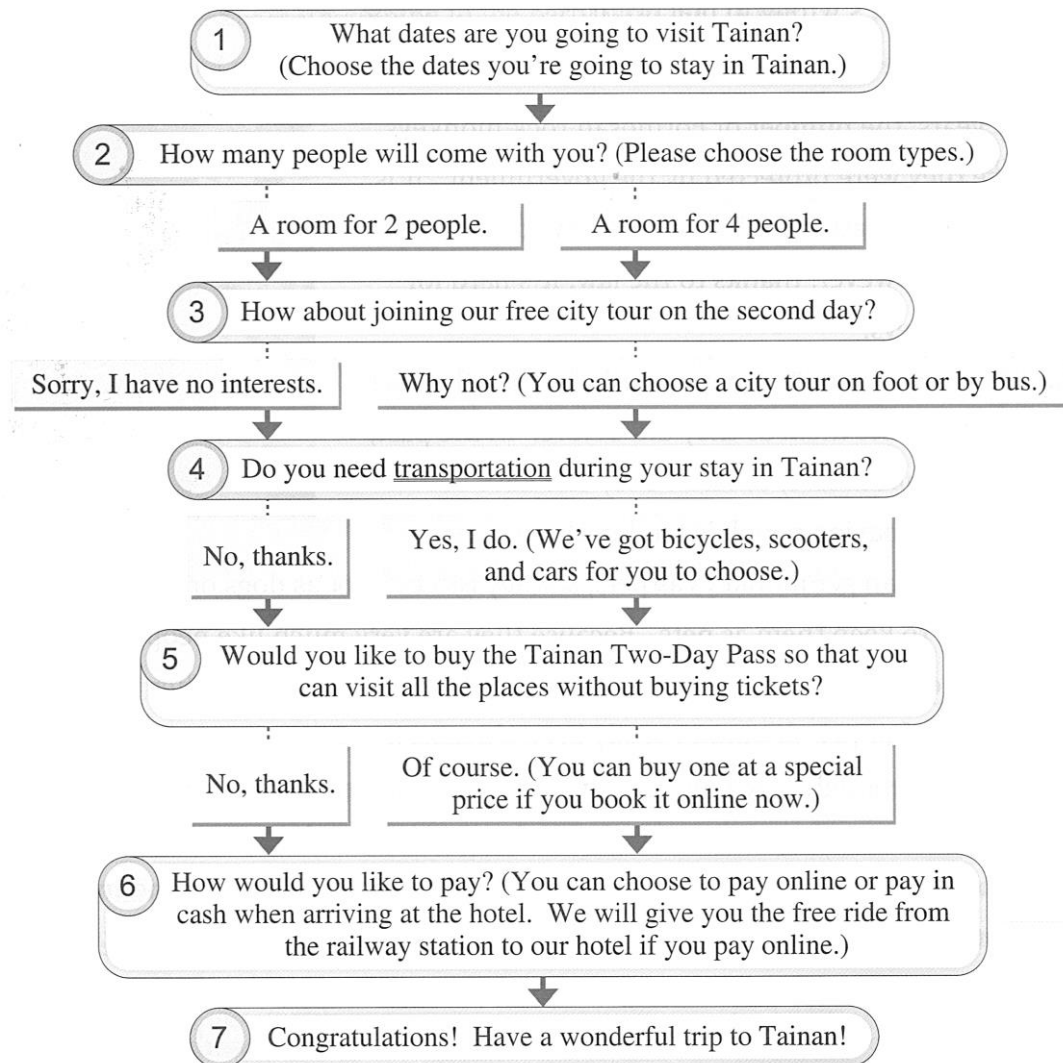 1
What dates are you going to visit Tainan?
(Choose the dates you're going to stay in Tainan.)
2
How many people will come with you? (Please choose the room types.)
A room for 2 people.
A room for 4 people.
3
How about joining our free city tour on the second day?
Sorry, I have no interests.
Why not? (You can choose a city tour on foot or by bus.)
4
Do you need transportation during your stay in Tainan?
No, thanks.
Yes, I do. (We've got bicycles, scooters,
and cars for you to choose.)
5
Would you like to buy the Tainan Two-Day Pass so that you
can visit all the places without buying tickets?
No, thanks.
Of course. (You can buy one at a special
price if you book it online now.)
6
How would you like to pay? (You can choose to pay online or pay in
cash when arriving at the hotel. We will give you the free ride from
the railway station to our hotel if you pay online.)
7
Congratulations! Have a wonderful trip to Tainan!